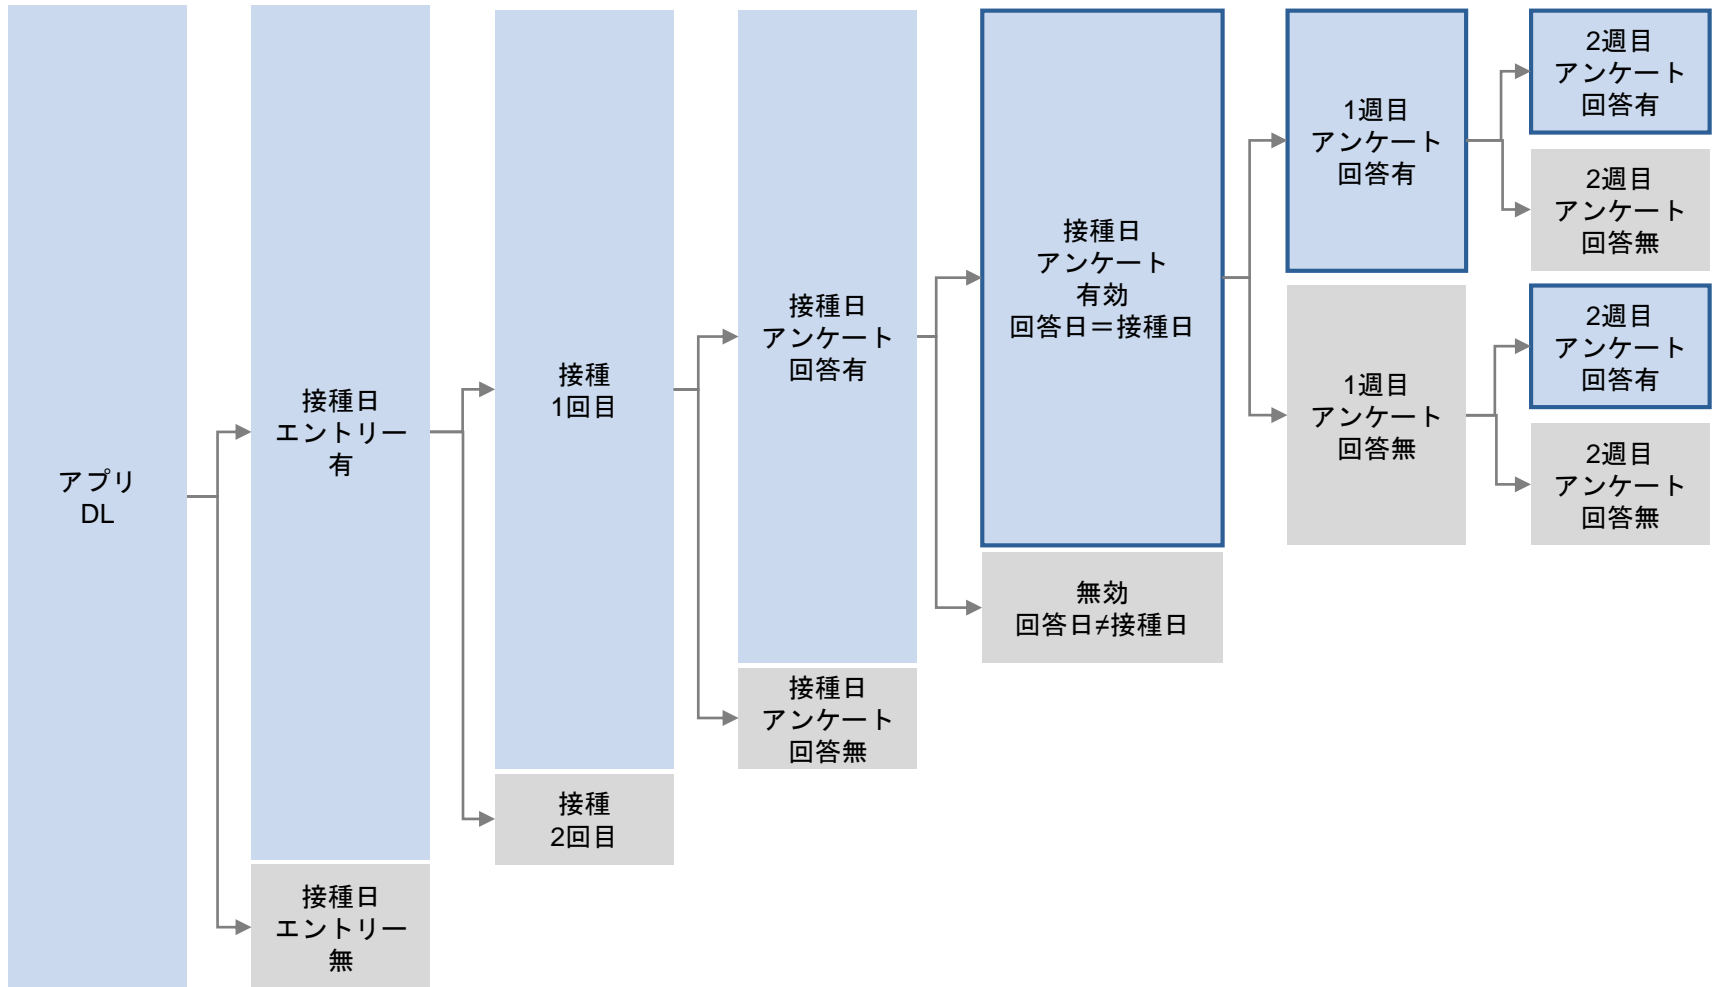 アプリ
DL
接種日
エントリー
有
接種日
エントリー
無
接種
1回目
接種
2回目
接種日
アンケート
回答有
接種日
アンケート
回答無
接種日
アンケート
有効
回答日＝接種日
無効
回答日≠接種日
1週目
アンケート
回答有
1週目
アンケート
回答無
2週目
アンケート
回答有
2週目
アンケート
回答無
2週目
アンケート
回答有
2週目
アンケート
回答無